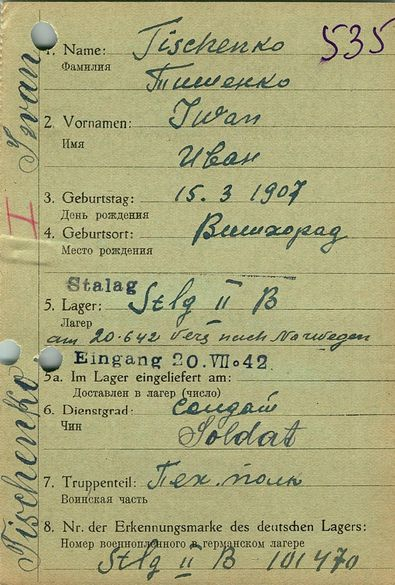 535
1. Name: Tischenko
Фамилия
Тишенко
2. Vornamen: Iwan
Имя
Иван
3. Geburtstag: 15. 3 1907
День рождения
4. Geburtsort:
Место рождения
Stalag
5. Lager: Stlg II B
Лагер
am 20.6.42 vers nach Norwegen
Eingang 20. VII. 42
5a. Im Lager eingeliefert am:
Доставлен в лагер (число)
6. Dienstgrad: солдат
Чин
Soldat
7. Truppenteil: Пех. полк
Воинская часть
8. Nr. der Erkennungsmarke des deutschen Lagers:
Номер военнопленного в германском лагере
Stlg II B 101470
Tischenko I Iwan